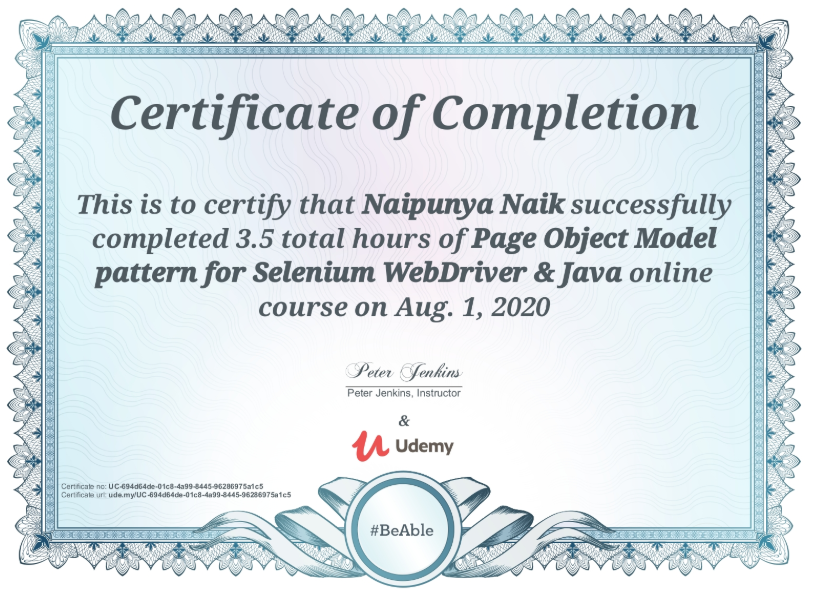 Certificate of Completion
This is to certify that Naipunya Naik successfully
completed 3.5 total hours of Page Object Model
pattern for Selenium WebDriver & Java online
course on Aug. 1, 2020
Peter Jenkins
Peter Jenkins, Instructor
&
Udemy
Certificate no: UC-694d64de-01c8-4a99-8445-96286975a1c5
Certificate url: ude.my/UC-694d64de-01c8-4a99-8445-96286975a1c5
#BeAble